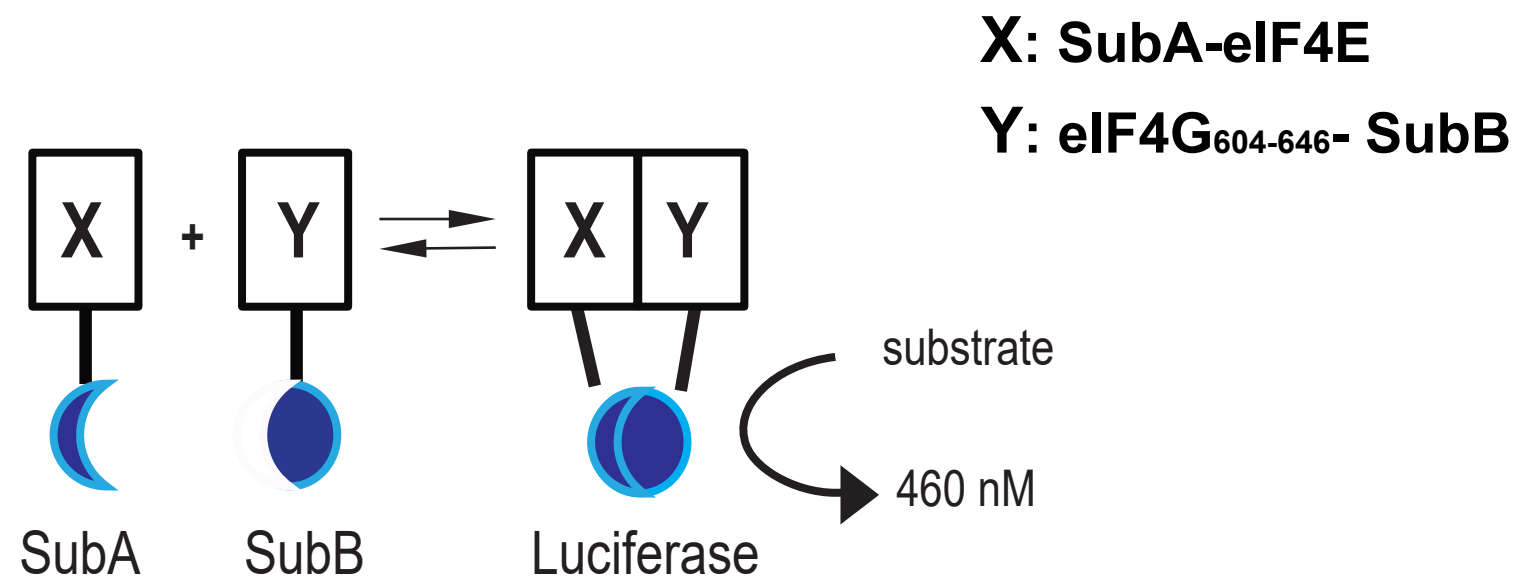 X: SubA-eIF4E
Y: eIF4G604-646- SubB
X + Y X Y
substrate
460 nM
SubA SubB Luciferase